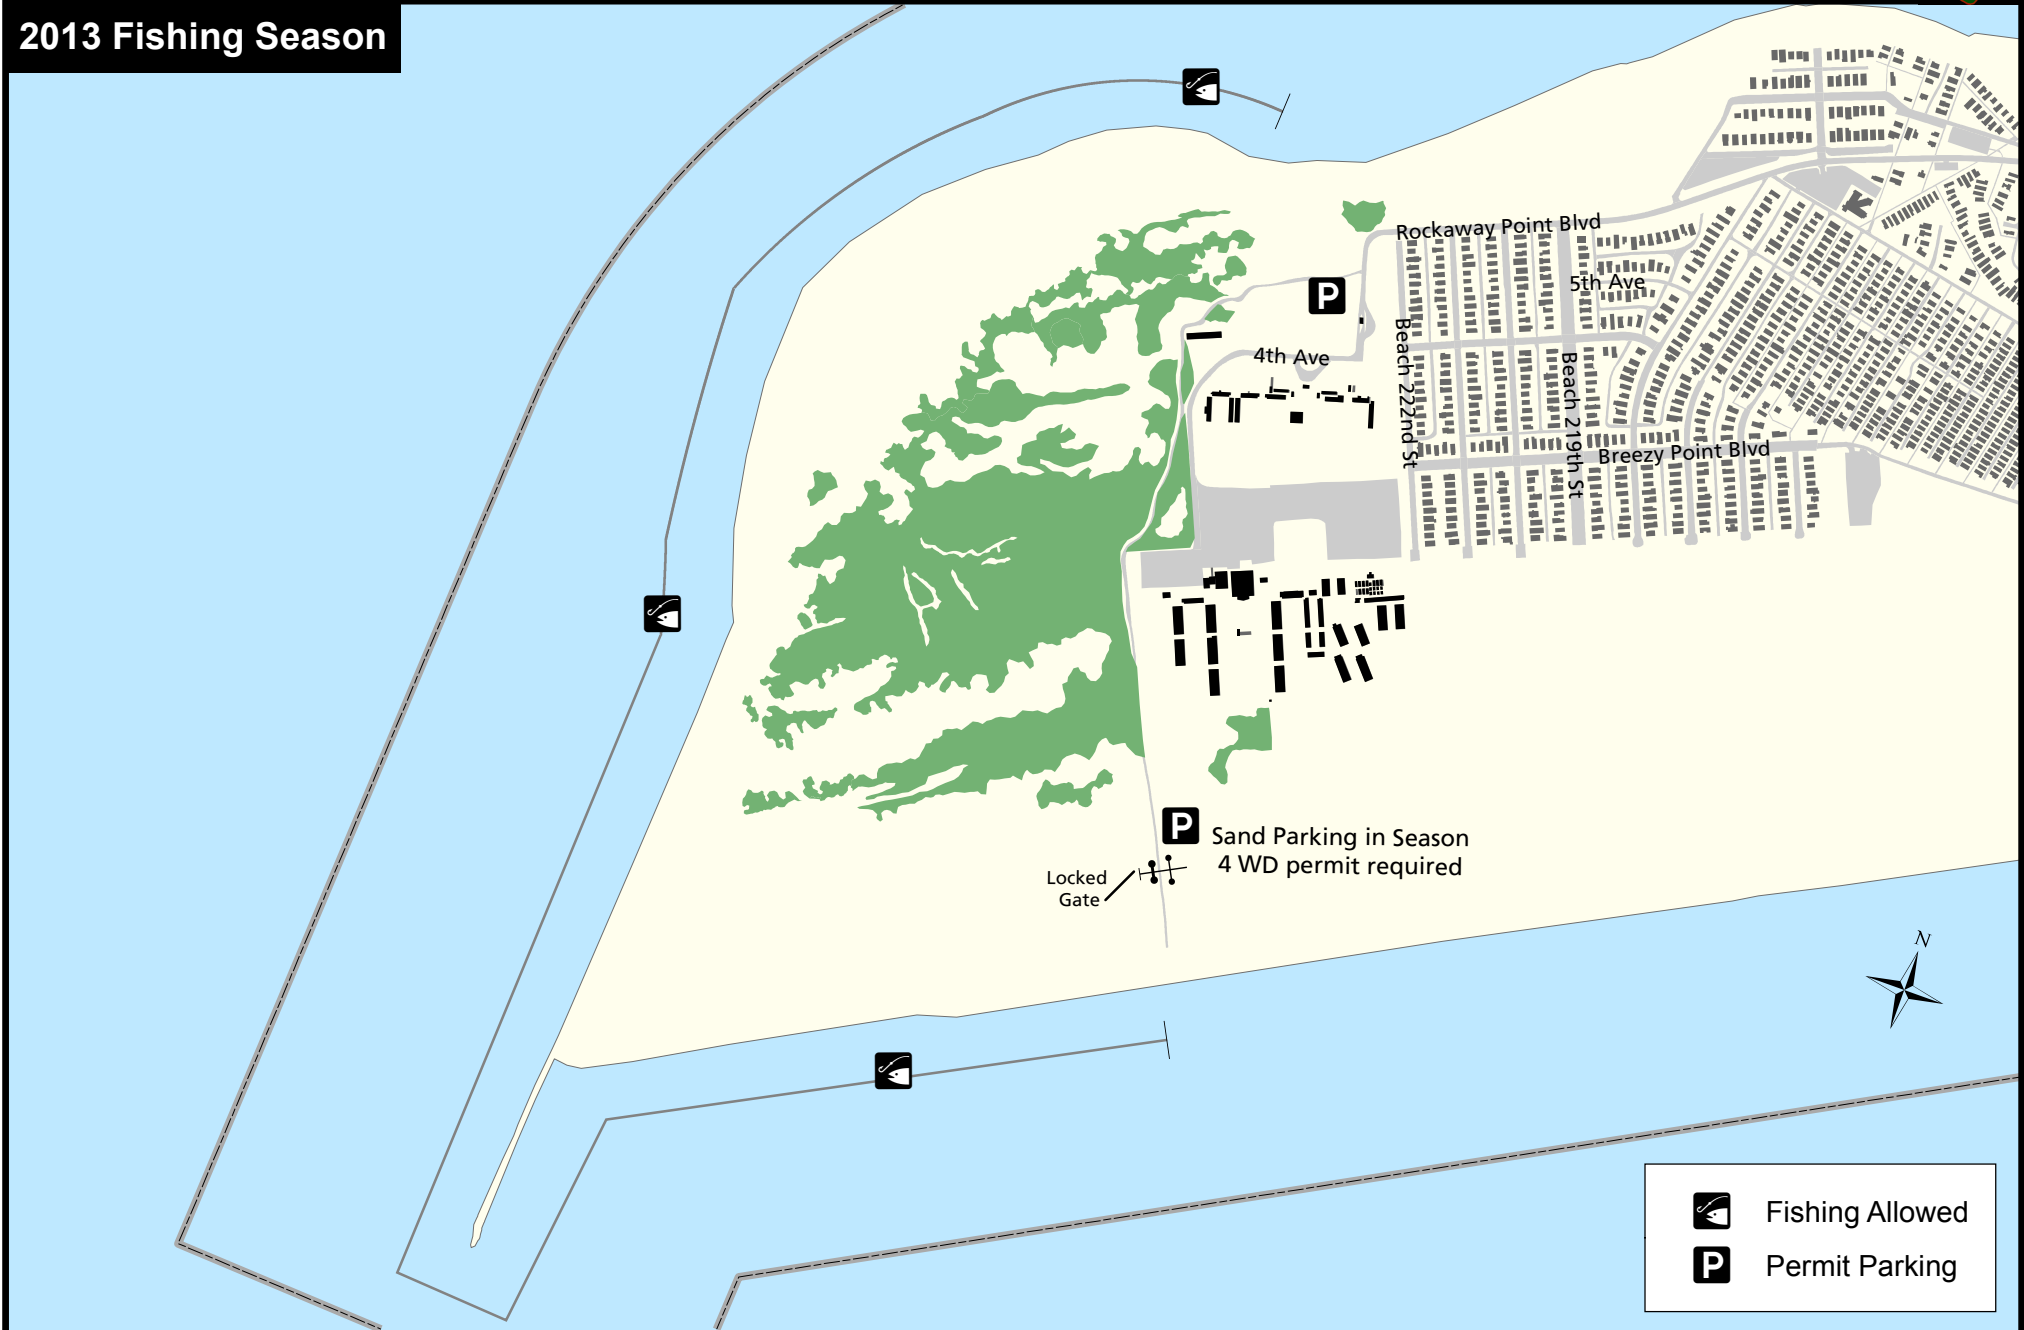 2013 Fishing Season
Rockaway Point Blvd
5th Ave
P
4th Ave
Beach 222nd St
Beach 219th St
Breezy Point Blvd
P
Sand Parking in Season
4 WD permit required
Locked
Gate
N
Fishing Allowed
P
Permit Parking